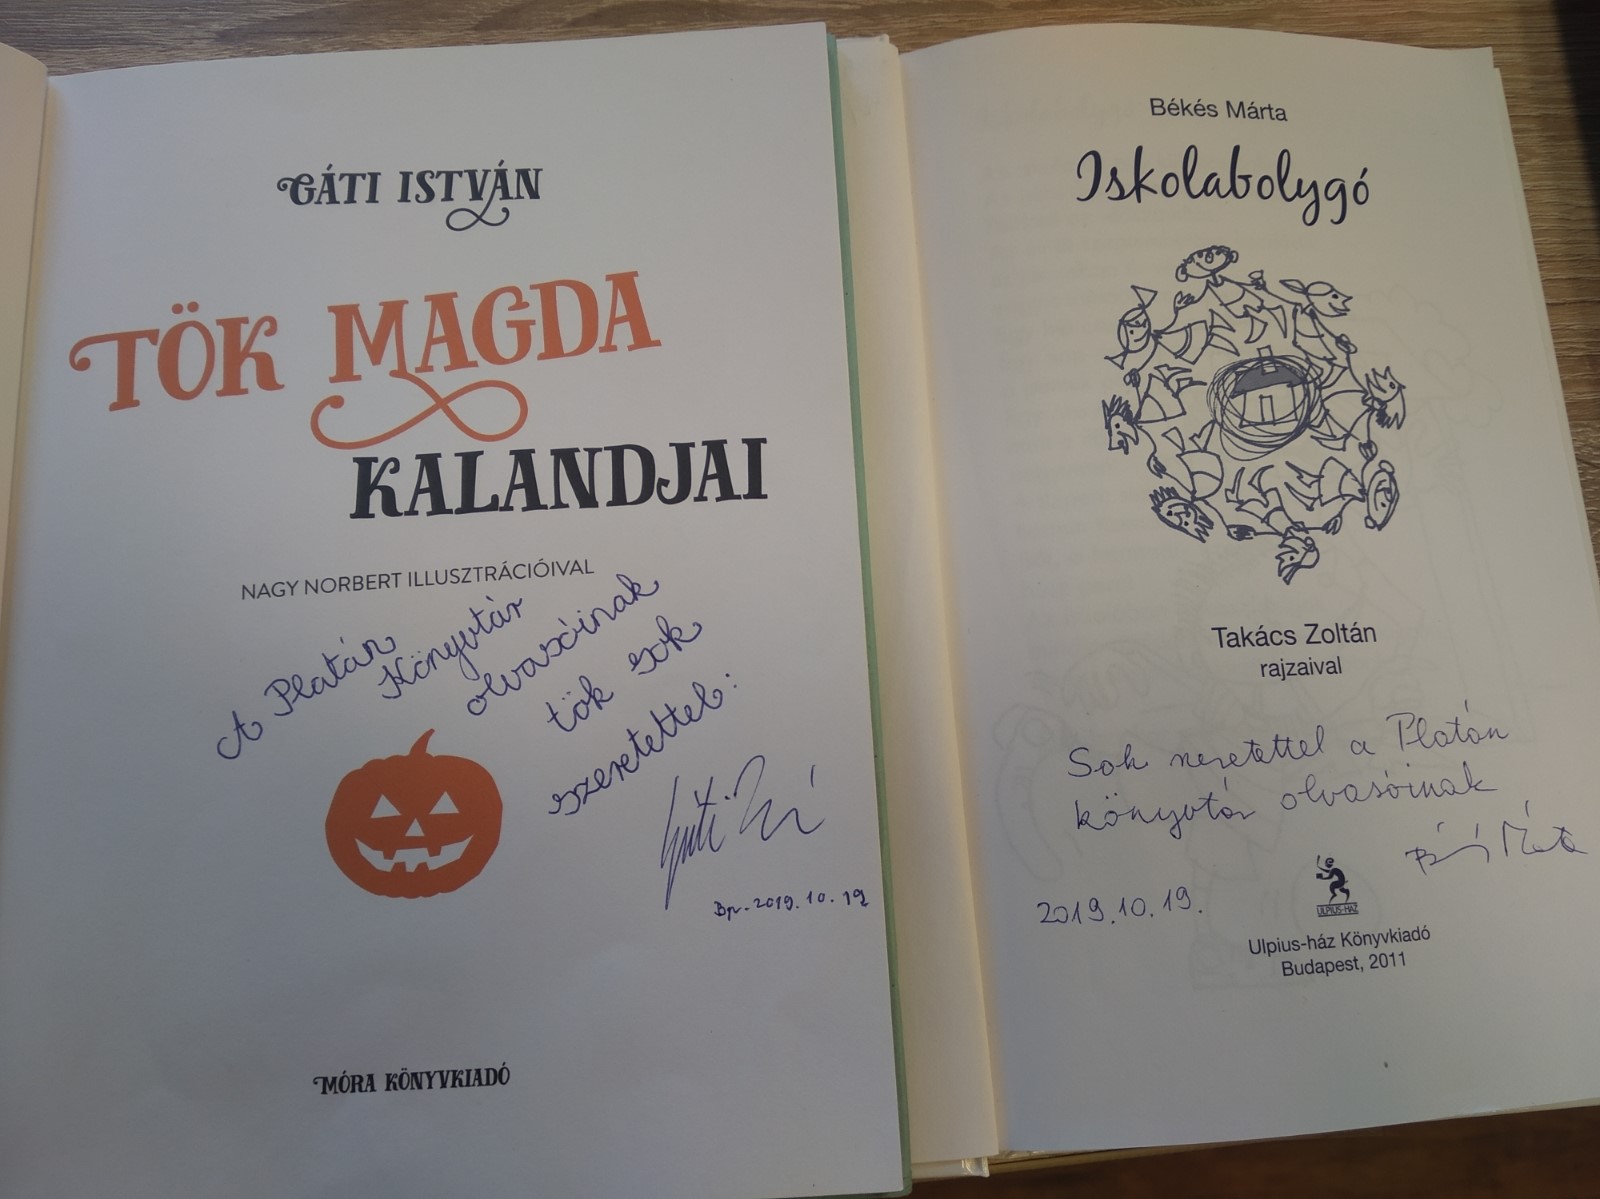 GÁTI ISTVÁN
TÖK MAGDA
KALANDJAI
NAGY NORBERT ILLUSZTRÁCIÓIVAL
A Platán
Könyvtár
olvasóinak
tök sok
szeretettel:
Gáti
Bp. 2019. 10. 19
MÓRA KÖNYVKIADÓ
Békés Márta
Iskolabolygó
Takács Zoltán
rajzaival
Sok szeretettel a Platán
könyvtár olvasóinak
Márta
2019. 10. 19.
ULPIUS-HÁZ
Ulpius-ház Könyvkiadó
Budapest, 2011